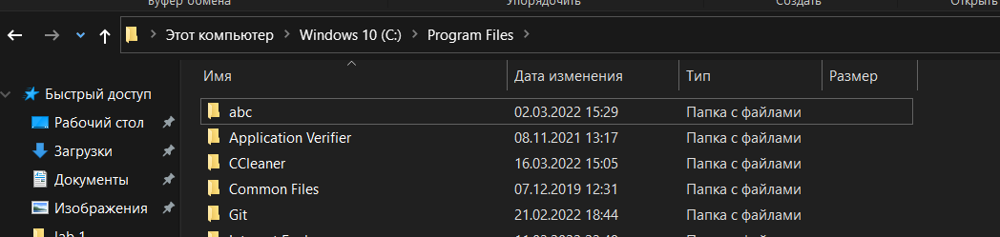 Буфер обмена Упорядочить Создать Открыть
Этот компьютер Windows 10 (C:) Program Files
Имя Дата изменения Тип Размер
Быстрый доступ
abc 02.03.2022 15:29 Папка с файлами
Рабочий стол
Application Verifier 08.11.2021 13:17 Папка с файлами
Загрузки
CCleaner 16.03.2022 15:05 Папка с файлами
Документы
Common Files 07.12.2019 12:31 Папка с файлами
Изображения
Git 21.02.2022 18:44 Папка с файлами
lab 1